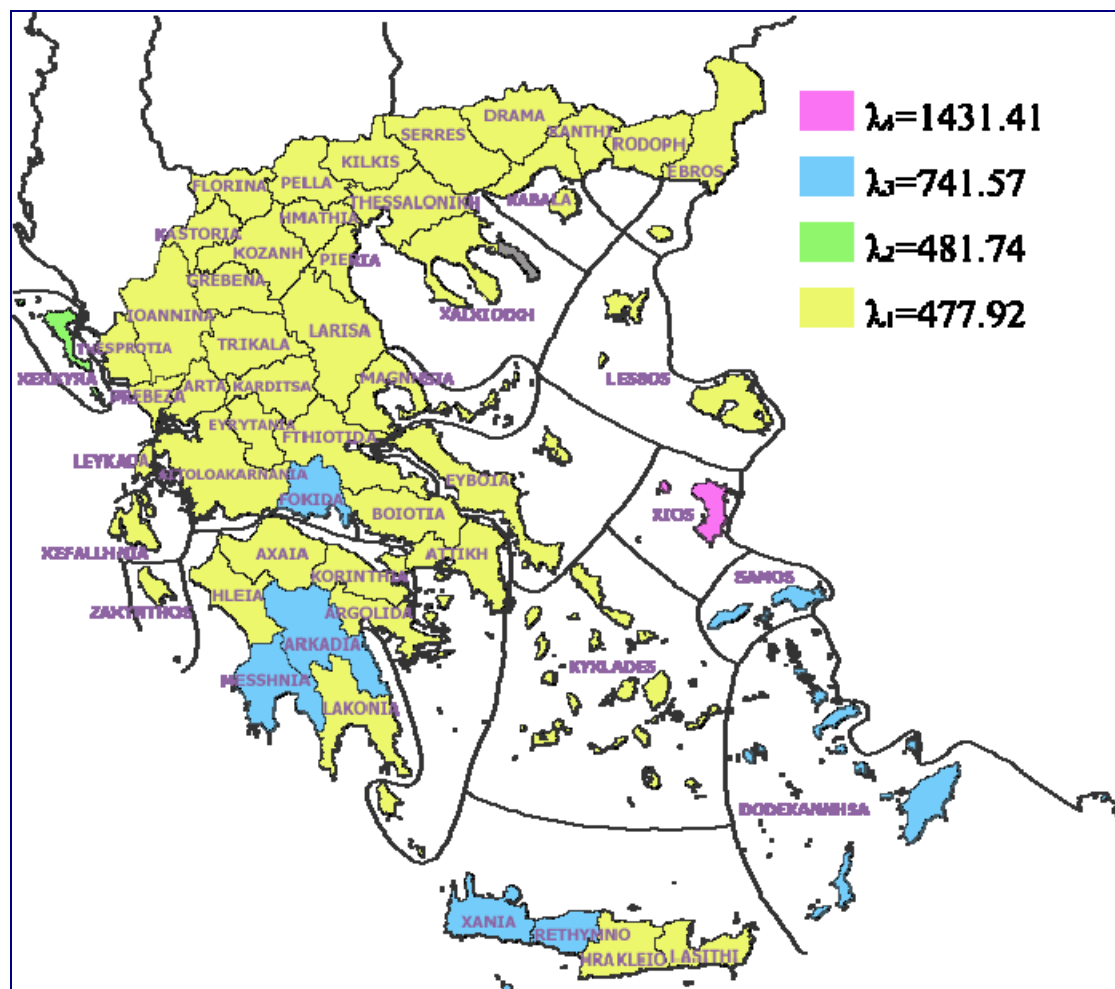 λ4=1431.41
λ3=741.57
λ2=481.74
λ1=477.92
DRAMA
SERRES
XANTHI
RODOPH
EBROS
KILKIS
PELLA
FLORINA
THESSALONIKH
KABALA
HMATHIA
KASTORIA
KOZANH
PIERIA
GREBENA
IOANNINA
XALKIDIKH
LARISA
THESPROTIA
TRIKALA
XERKYRA
MAGNHSIA
LESBOS
PREBEZA
ARTA
KARDITSA
EYRYTANIA
FTHIOTIDA
LEYKADA
AITOLOAKARNANIA
EYBOIA
FOKIDA
BOIOTIA
XIOS
XEFALLHNIA
AXAIA
ATTIKH
KORINTHIA
SAMOS
ZAKYNTHOS
HLEIA
ARGOLIDA
ARKADIA
KYKLADES
MESSHNIA
LAKONIA
DODEKANNHSA
XANIA
RETHYMNO
HRAKLEIO
LASITHI